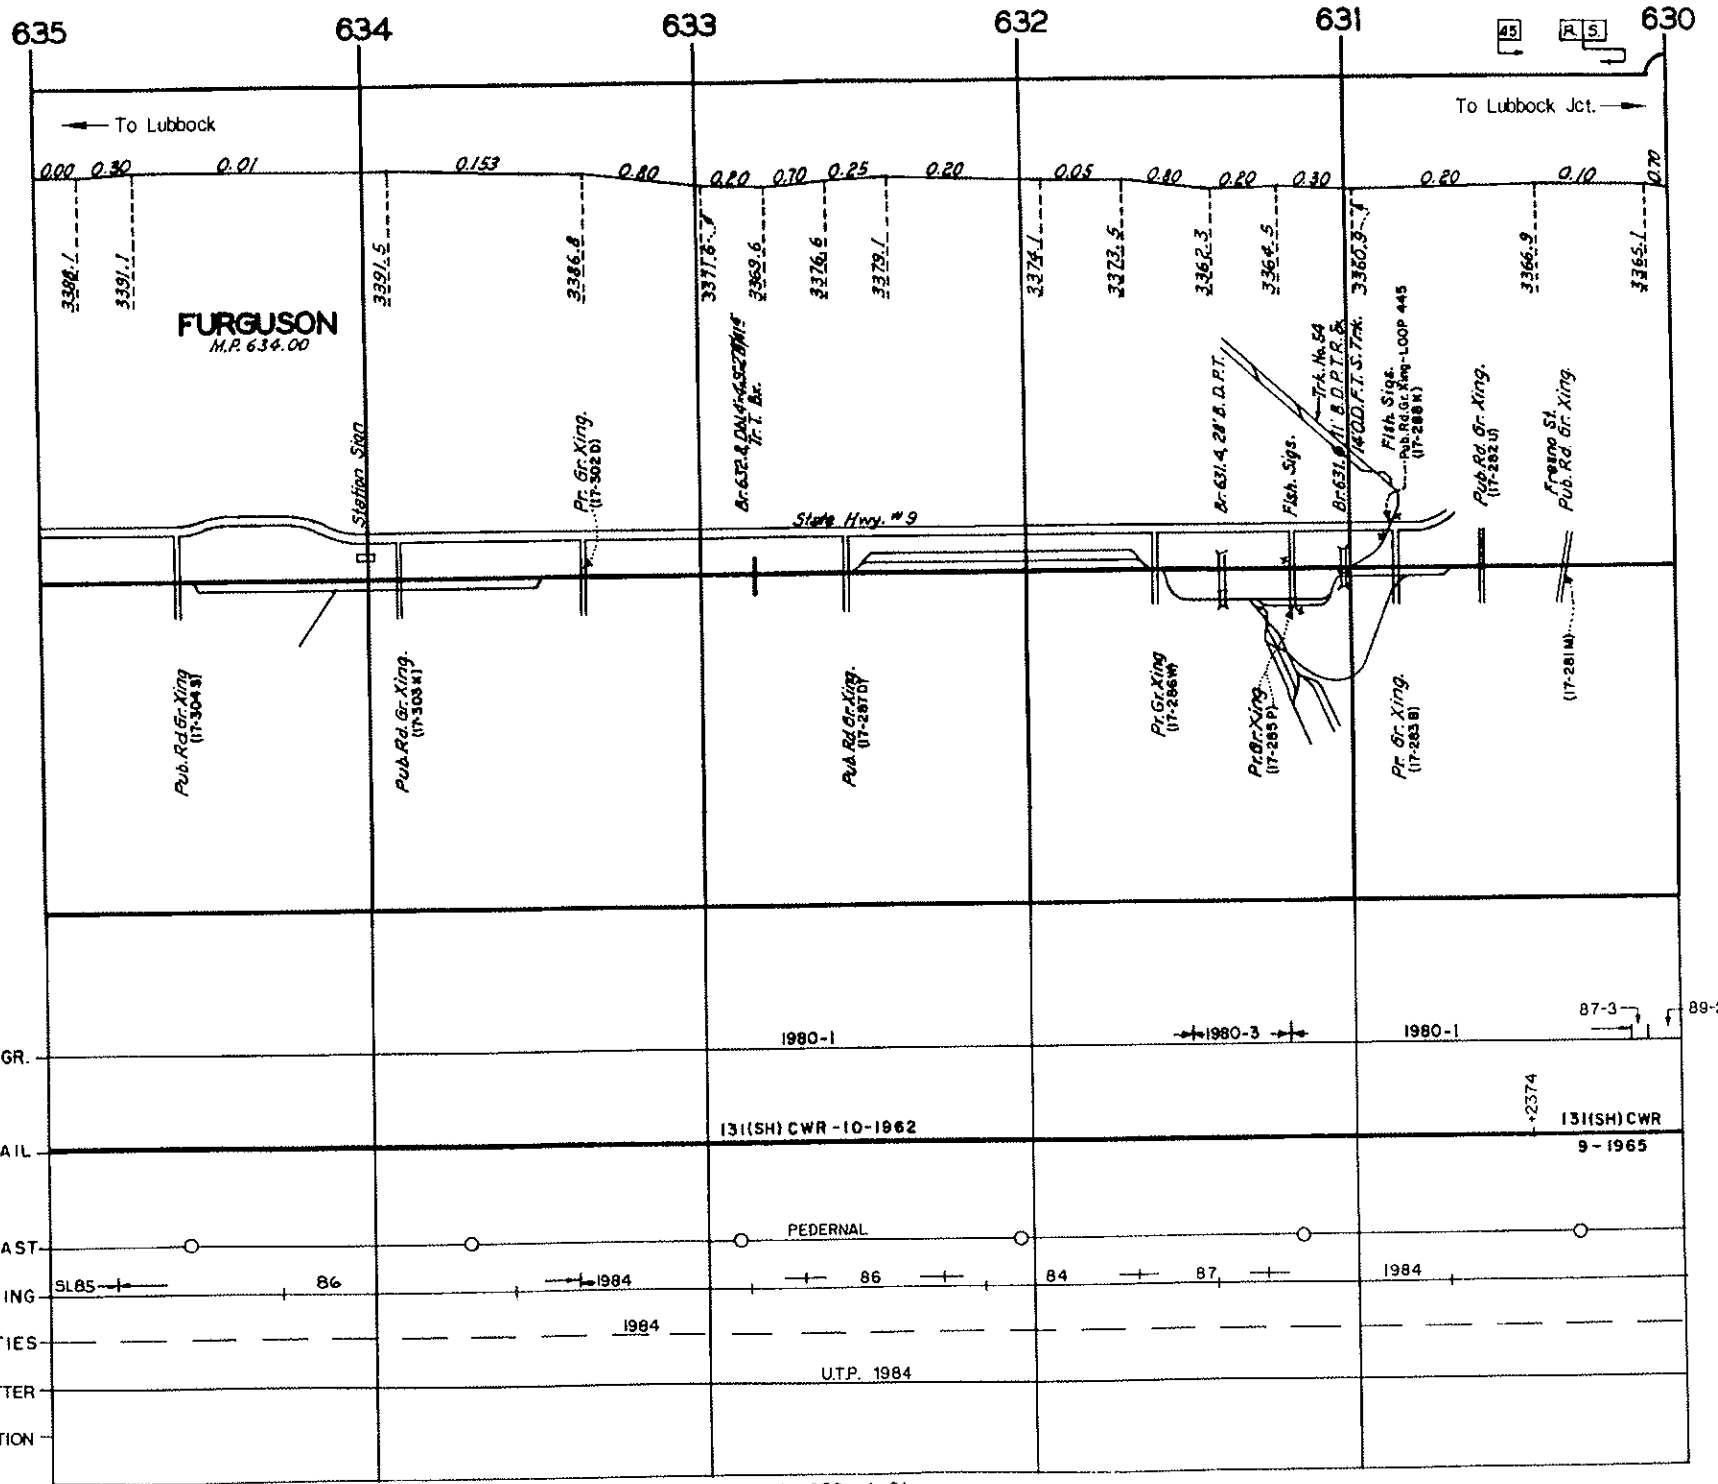 635
634
633
632
631
630
45
R. S.
To Lubbock
To Lubbock Jct.
0.00 0.30 0.01 0.153 0.80 0.20 0.70 0.25 0.20 0.05 0.80 0.20 0.30 0.20 0.10 0.70
3388.1
3391.1
3391.5
3386.8
3371.6
3369.6
3376.6
3379.1
3374.1
3373.5
3362.3
3364.5
3360.9
3366.9
3365.1
FURGUSON
M.P. 634.00
Station Sign
Pr. Gr. Xing.
(17-302 D)
Tr. T. Bx.
Br. 631.4, 28' B. D. P. T.
Flsh. Sigs.
Trk. No. 54
14' O.D. F. T. S. Trk.
Flsh. Sigs.
Pub. Rd. Gr. Xing-LOOP 445
(17-288 K)
Pub. Rd. Gr. Xing.
(17-282 U)
Fresno St.
Pub. Rd. Gr. Xing.
State Hwy. #9
Pub. Rd. Gr. Xing
(17-304 S)
Pub. Rd. Gr. Xing.
(17-303 K)
Pub. Rd. Gr. Xing.
(17-287 D)
Pr. Gr. Xing
(17-286 W)
Pr. Gr. Xing
(17-285 P)
Pr. Gr. Xing.
(17-283 B)
(17-281 M)
87-3
GR.
1980-1
1980-3
1980-1
+2374
AIL
131(SH) CWR -10-1962
131(SH) CWR
9-1965
AST
PEDERNAL
ING
SL85
86
1984
86
84
87
1984
TIES
1984
TER
U.T.P. 1984
TION